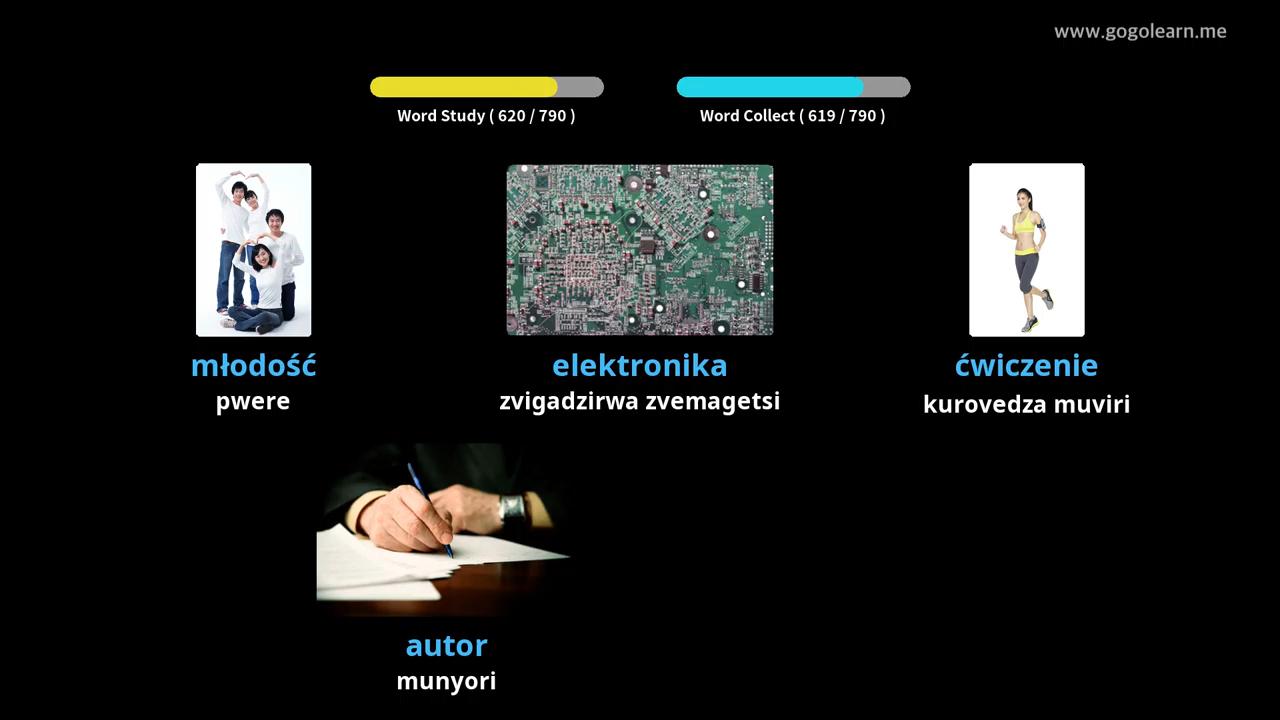 www.gogolearn.me
Word Study ( 620 / 790 )
Word Collect ( 619 / 790 )
młodość
pwere
elektronika
zvigadzirwa zvemagetsi
ćwiczenie
kurovedza muviri
autor
munyori